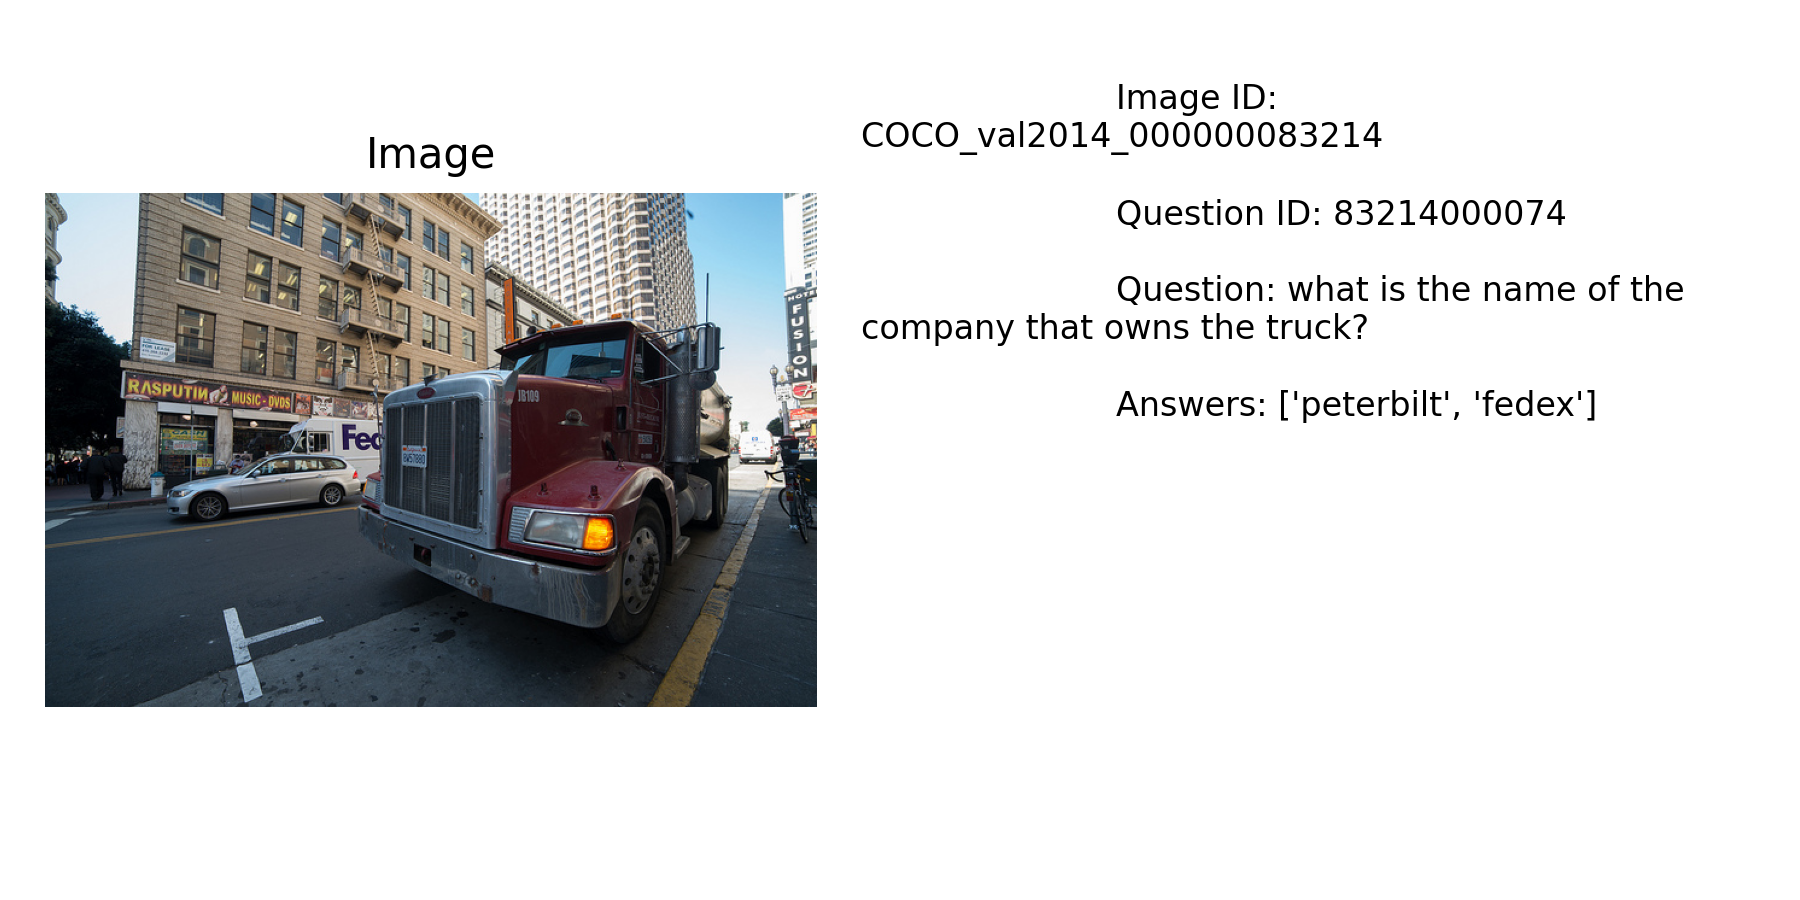 Image
Image ID:
COCO_val2014_000000083214
Question ID: 83214000074
Question: what is the name of the
company that owns the truck?
Answers: ['peterbilt', 'fedex']
HOTEL
FUSION
FOR LEASE
RASPUTIN
MUSIC - DVDS
JB109
Fed